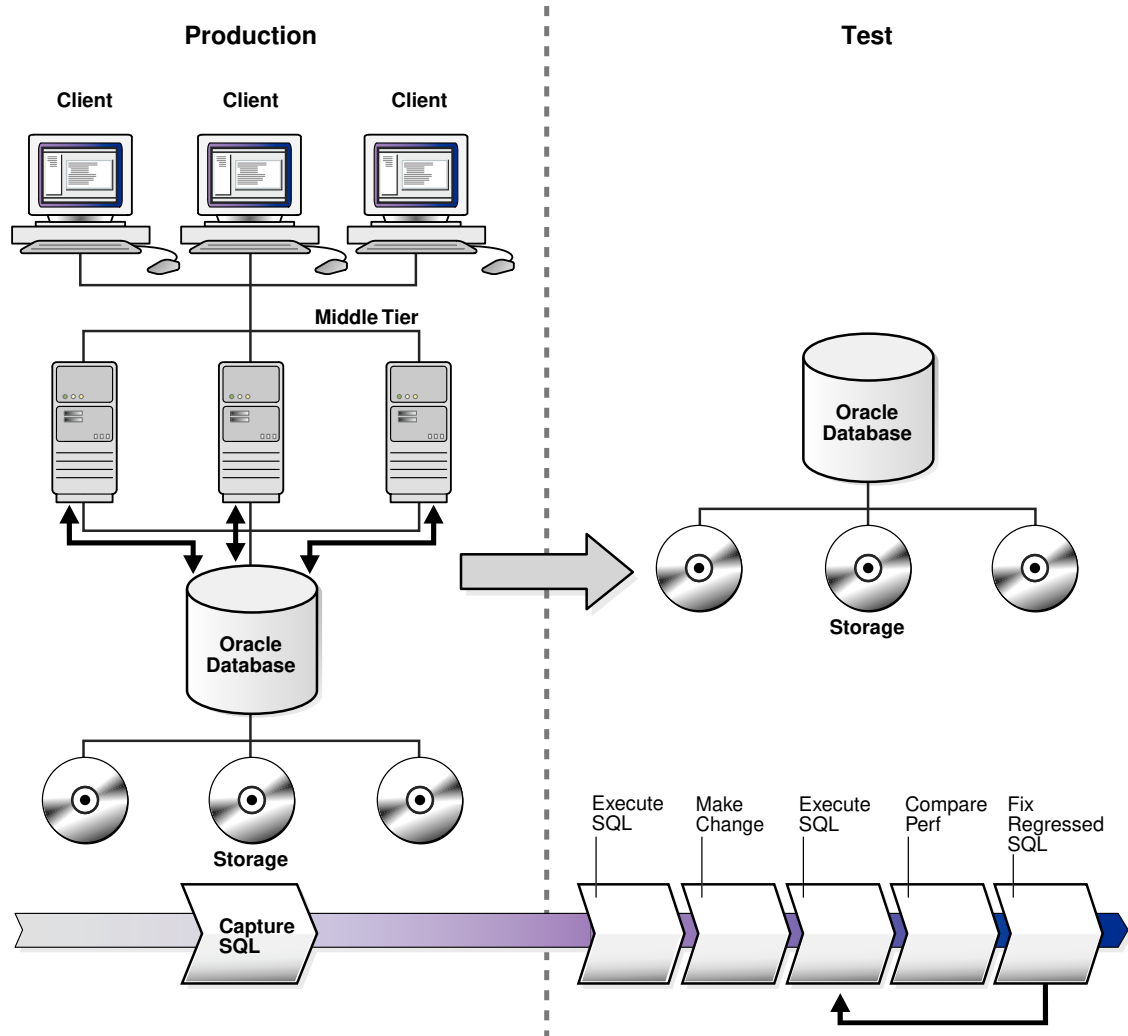 Production
Test
Client
Client
Client
Middle Tier
Oracle
Database
Oracle
Database
Storage
Storage
Execute
SQL
Make
Change
Execute
SQL
Compare
Perf
Fix
Regressed
SQL
Capture
SQL